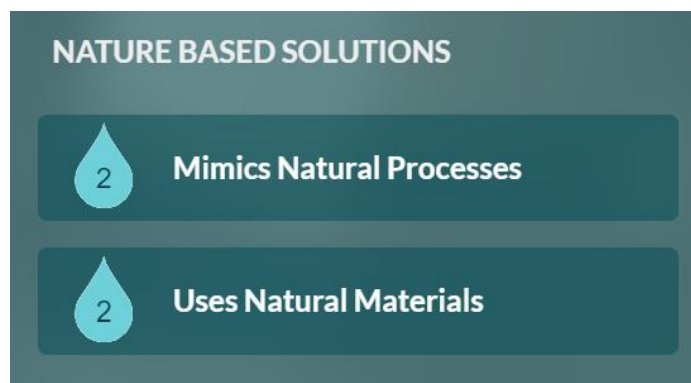 NATURE BASED SOLUTIONS
2 Mimics Natural Processes
2 Uses Natural Materials